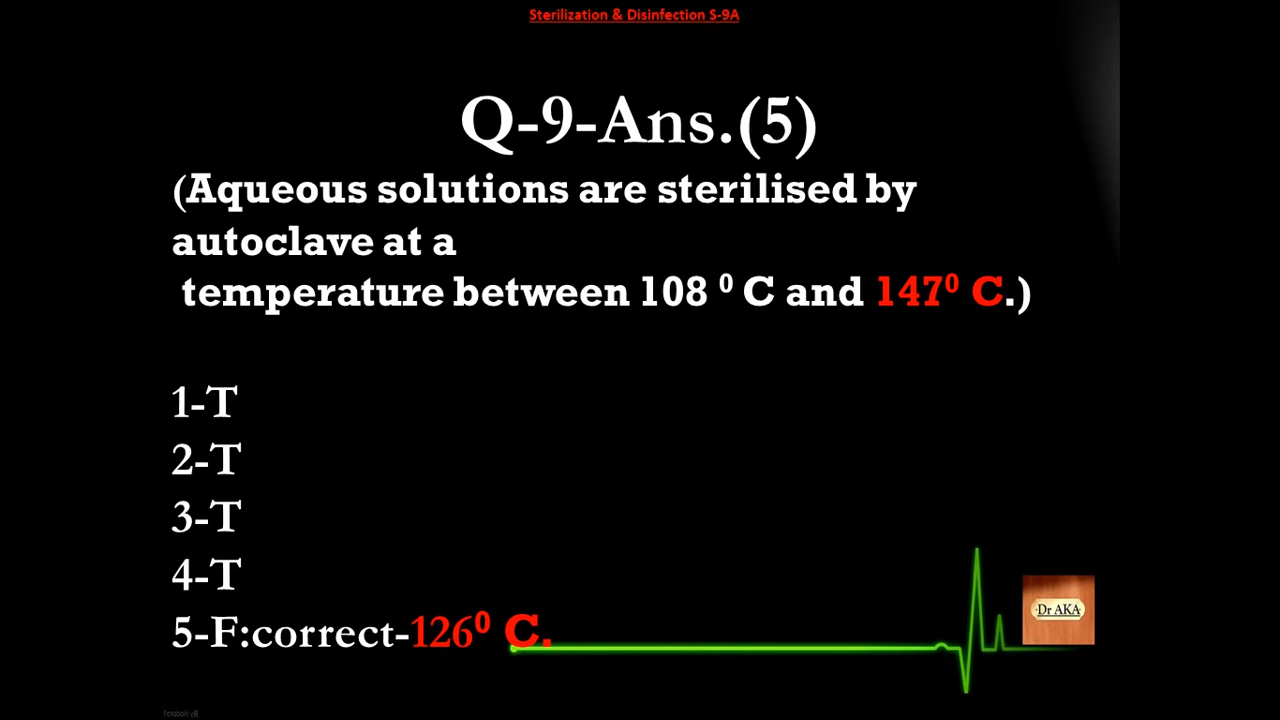 Sterilization & Disinfection S-9A
Q-9-Ans.(5)
(Aqueous solutions are sterilised by
autoclave at a
temperature between 108 ⁰ C and 147⁰ C.)
1-T
2-T
3-T
4-T
5-F:correct-126⁰ C.
Dr AKA